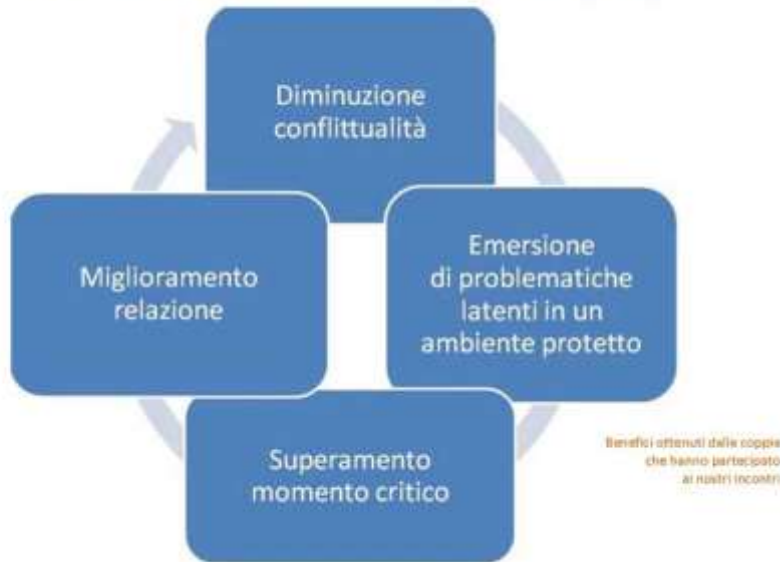 Diminuzione
conflittualità
Emersione
di problematiche
latenti in un
ambiente protetto
Superamento
momento critico
Miglioramento
relazione
Benefici ottenuti dalle coppie
che hanno partecipato
ai nostri incontri